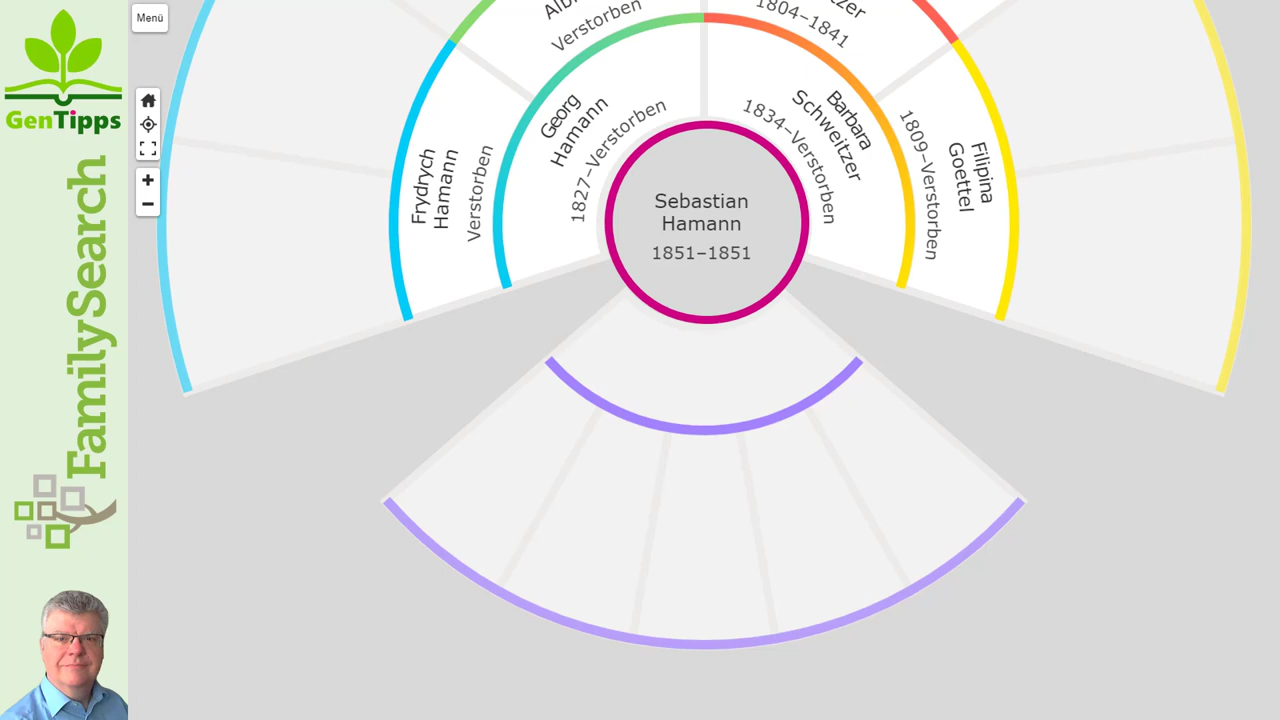 Menü
GenTipps
FamilySearch
Verstorben
1804–1841
Frydrych
Hamann
Verstorben
Georg
Hamann
1827–Verstorben
Barbara
Schweitzer
1834–Verstorben
Filipina
Goettel
1809–Verstorben
Sebastian
Hamann
1851–1851